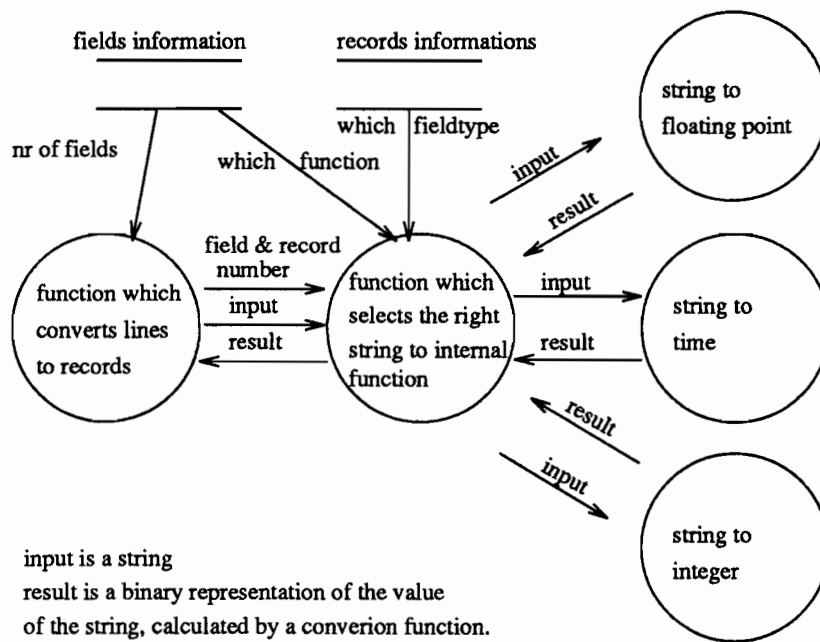 fields information
records informations
nr of fields
which function
which fieldtype
string to
floating point
input
result
field & record
number
input
result
function which
converts lines
to records
function which
selects the right
string to internal
function
input
result
string to
time
result
input
string to
integer
input is a string
result is a binary representation of the value
of the string, calculated by a converion function.